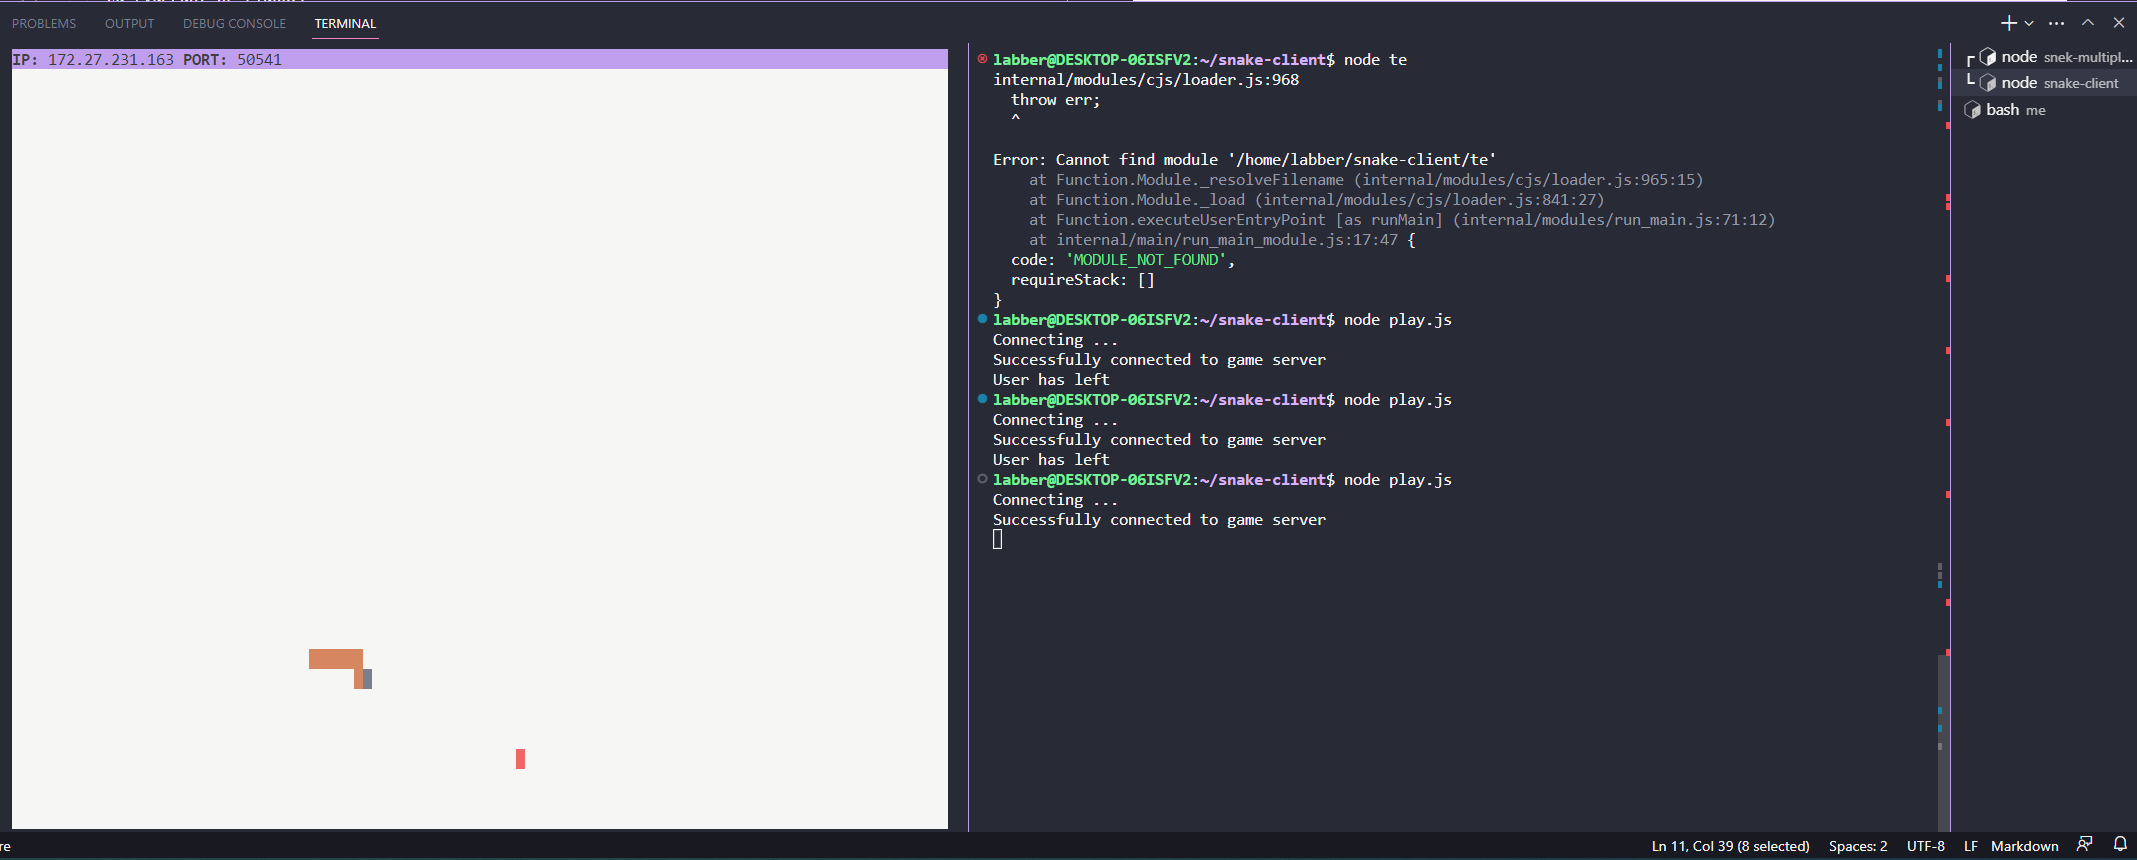 PROBLEMS OUTPUT DEBUG CONSOLE TERMINAL
IP: 172.27.231.163 PORT: 50541
labber@DESKTOP-06ISFV2:~/snake-client$ node te
internal/modules/cjs/loader.js:968
throw err;
^
Error: Cannot find module '/home/labber/snake-client/te'
at Function.Module._resolveFilename (internal/modules/cjs/loader.js:965:15)
at Function.Module._load (internal/modules/cjs/loader.js:841:27)
at Function.executeUserEntryPoint [as runMain] (internal/modules/run_main.js:71:12)
at internal/main/run_main_module.js:17:47 {
code: 'MODULE_NOT_FOUND',
requireStack: []
}
labber@DESKTOP-06ISFV2:~/snake-client$ node play.js
Connecting ...
Successfully connected to game server
User has left
labber@DESKTOP-06ISFV2:~/snake-client$ node play.js
Connecting ...
Successfully connected to game server
User has left
labber@DESKTOP-06ISFV2:~/snake-client$ node play.js
Connecting ...
Successfully connected to game server
node snek-multipl...
node snake-client
bash me
re
Ln 11, Col 39 (8 selected) Spaces: 2 UTF-8 LF Markdown